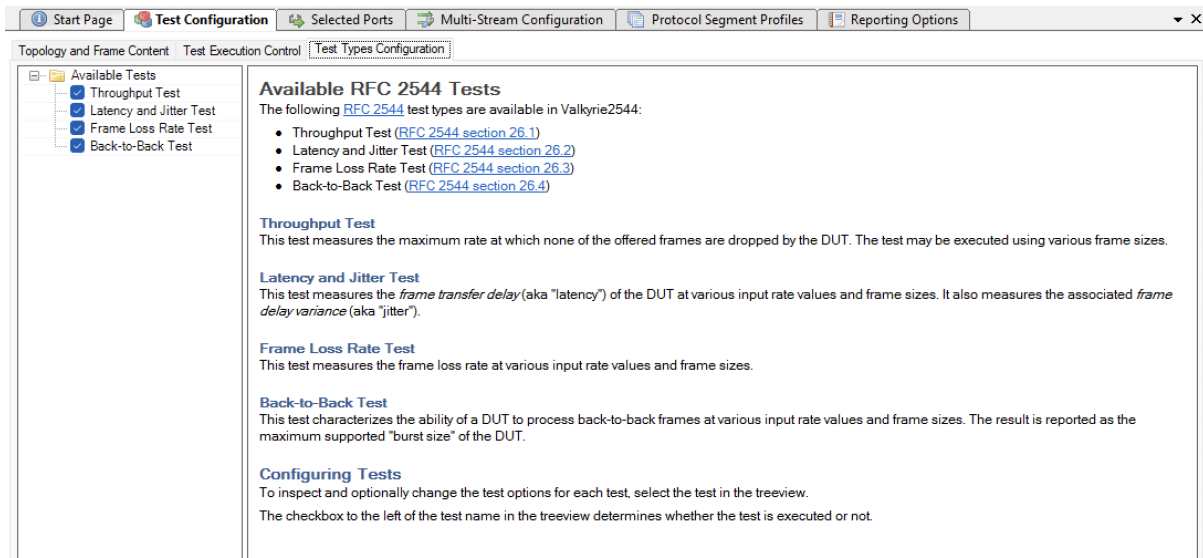 Start Page Test Configuration Selected Ports Multi-Stream Configuration Protocol Segment Profiles Reporting Options
Topology and Frame Content Test Execution Control Test Types Configuration
Available Tests
Throughput Test
Latency and Jitter Test
Frame Loss Rate Test
Back-to-Back Test
Available RFC 2544 Tests
The following RFC 2544 test types are available in Valkyrie2544:
• Throughput Test (RFC 2544 section 26.1)
• Latency and Jitter Test (RFC 2544 section 26.2)
• Frame Loss Rate Test (RFC 2544 section 26.3)
• Back-to-Back Test (RFC 2544 section 26.4)
Throughput Test
This test measures the maximum rate at which none of the offered frames are dropped by the DUT. The test may be executed using various frame sizes.
Latency and Jitter Test
This test measures the frame transfer delay (aka "latency") of the DUT at various input rate values and frame sizes. It also measures the associated frame
delay variance (aka "jitter").
Frame Loss Rate Test
This test measures the frame loss rate at various input rate values and frame sizes.
Back-to-Back Test
This test characterizes the ability of a DUT to process back-to-back frames at various input rate values and frame sizes. The result is reported as the
maximum supported "burst size" of the DUT.
Configuring Tests
To inspect and optionally change the test options for each test, select the test in the treeview.
The checkbox to the left of the test name in the treeview determines whether the test is executed or not.